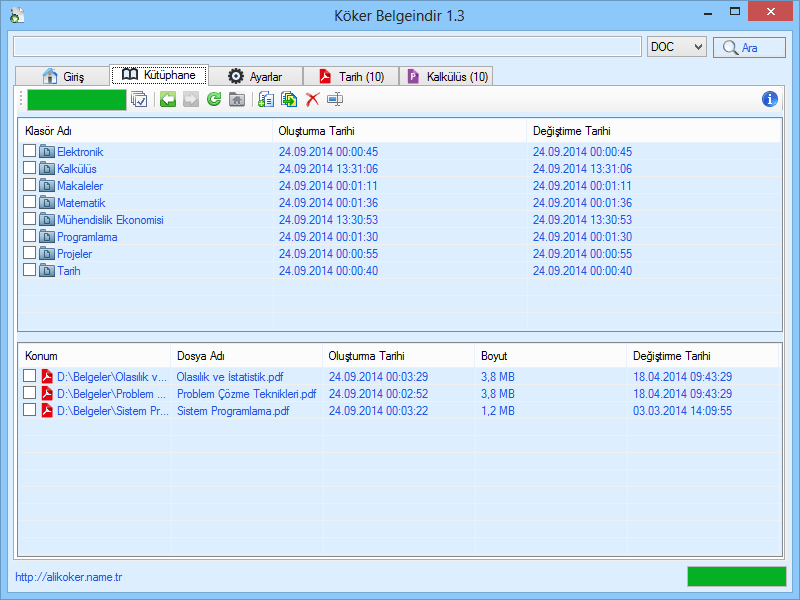 Köker Belgeindir 1.3
DOC Ara
Giriş Kütüphane Ayarlar Tarih (10) Kalkülüs (10)
Klasör Adı Oluşturma Tarihi Değiştirme Tarihi
Elektronik 24.09.2014 00:00:45 24.09.2014 00:00:45
Kalkülüs 24.09.2014 13:31:06 24.09.2014 13:31:06
Makaleler 24.09.2014 00:01:11 24.09.2014 00:01:11
Matematik 24.09.2014 00:01:36 24.09.2014 00:01:36
Mühendislik Ekonomisi 24.09.2014 13:30:53 24.09.2014 13:30:53
Programlama 24.09.2014 00:01:30 24.09.2014 00:01:30
Projeler 24.09.2014 00:00:55 24.09.2014 00:00:55
Tarih 24.09.2014 00:00:40 24.09.2014 00:00:40
Konum Dosya Adı Oluşturma Tarihi Boyut Değiştirme Tarihi
D:\Belgeler\Olasılık v... Olasılık ve İstatistik.pdf 24.09.2014 00:03:29 3,8 MB 18.04.2014 09:43:29
D:\Belgeler\Problem ... Problem Çözme Teknikleri.pdf 24.09.2014 00:02:52 3,8 MB 18.04.2014 09:43:29
D:\Belgeler\Sistem Pr... Sistem Programlama.pdf 24.09.2014 00:03:22 1,2 MB 03.03.2014 14:09:55
http://alikoker.name.tr